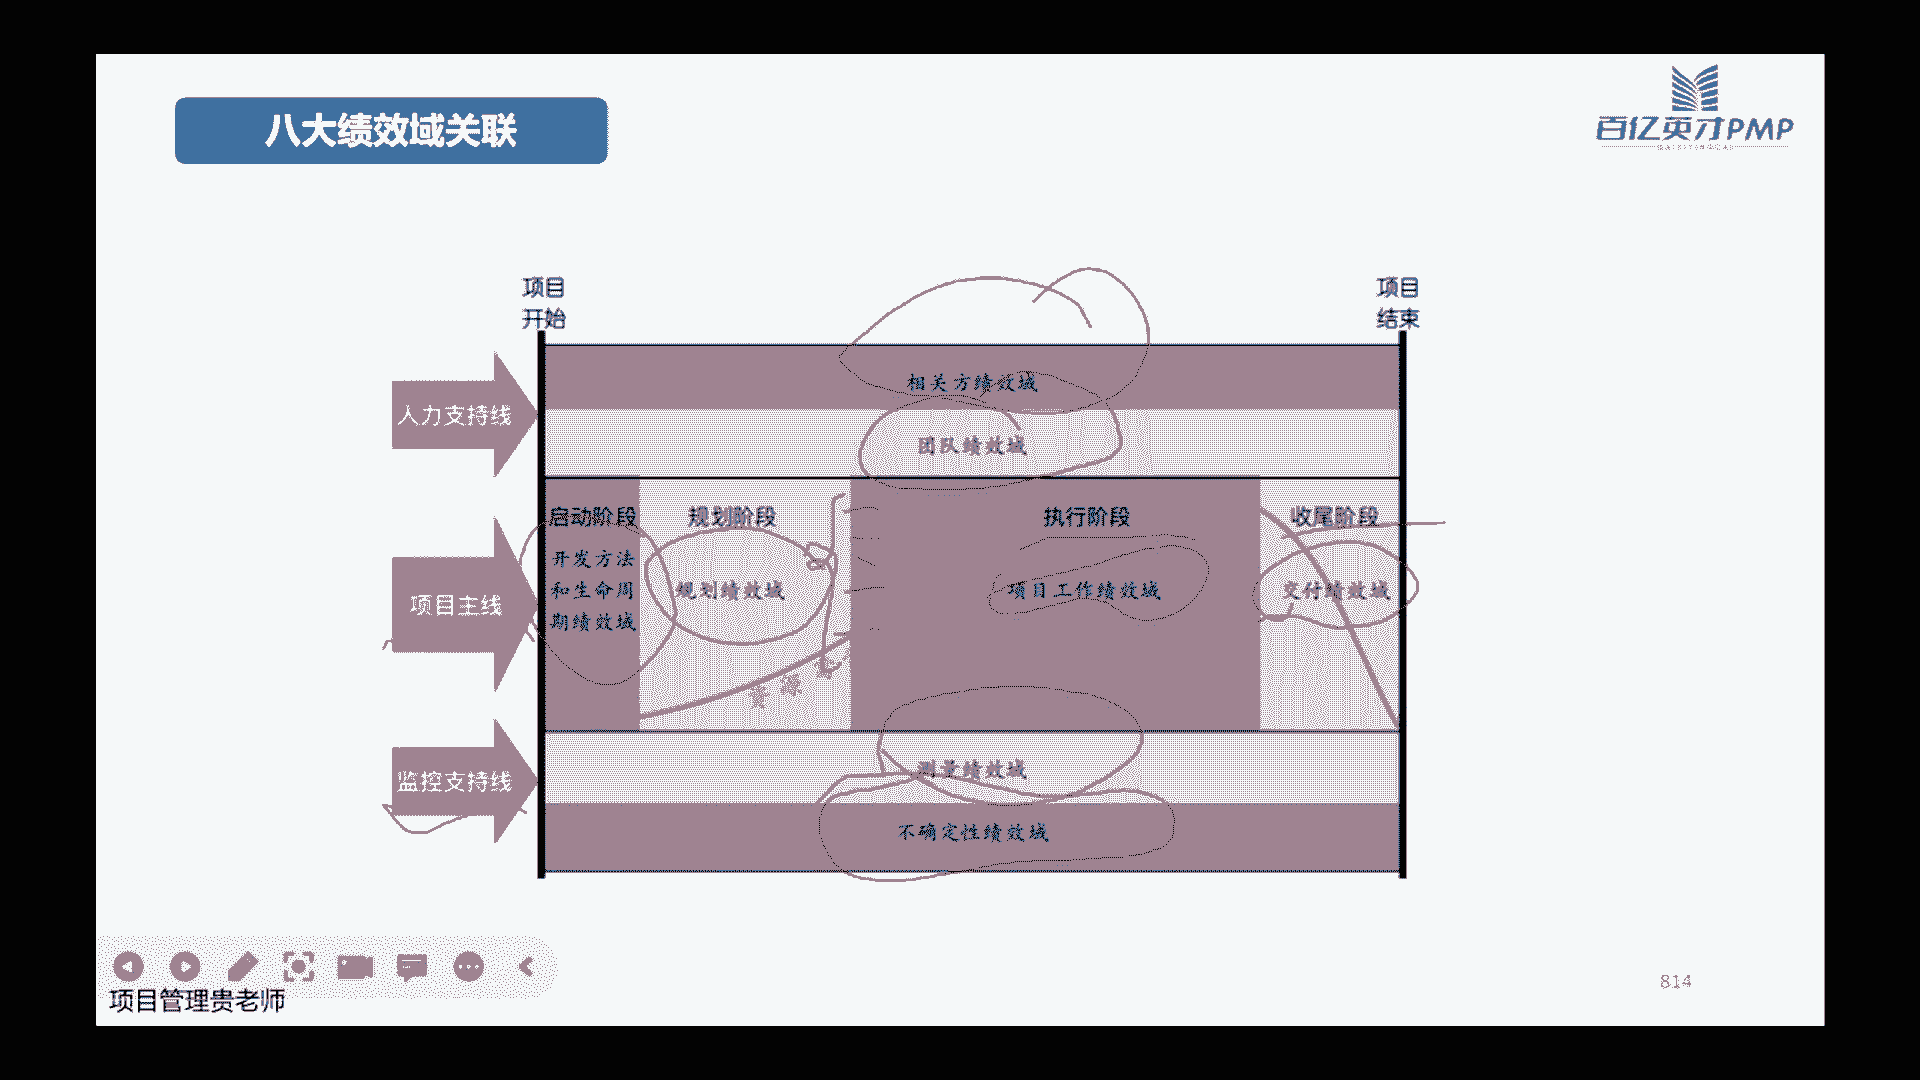 八大绩效域关联
百亿英才PMP
项目
开始
项目
结束
相关方绩效域
人力支持线
团队绩效域
启动阶段
规划阶段
执行阶段
收尾阶段
开发方法
和生命周
期绩效域
规划绩效域
项目工作绩效域
交付绩效域
项目主线
测量绩效域
监控支持线
不确定性绩效域
814
项目管理贵老师